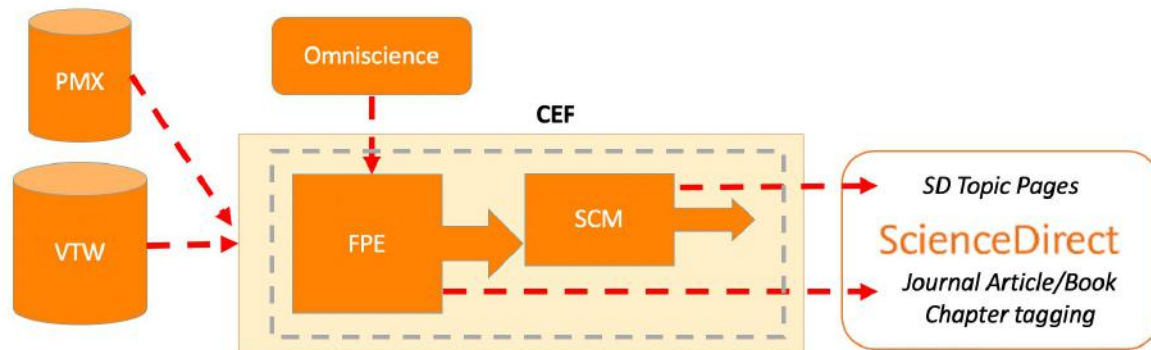 PMX
Omniscience
CEF
VTW
FPE
SCM
SD Topic Pages
ScienceDirect
Journal Article/Book
Chapter tagging